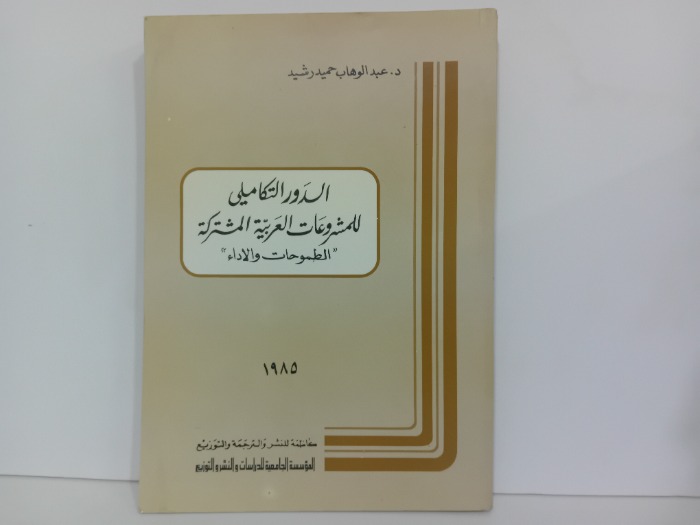 د. عبد الوهاب حميد رشيد
الدور التكاملي
للمشروعات العربية المشتركة
"الطموحات والاداء"
١٩٨٥
كاظمة للنشر والترجمة والتوزيع
المؤسسة الجامعية للدراسات والنشر والتوزيع